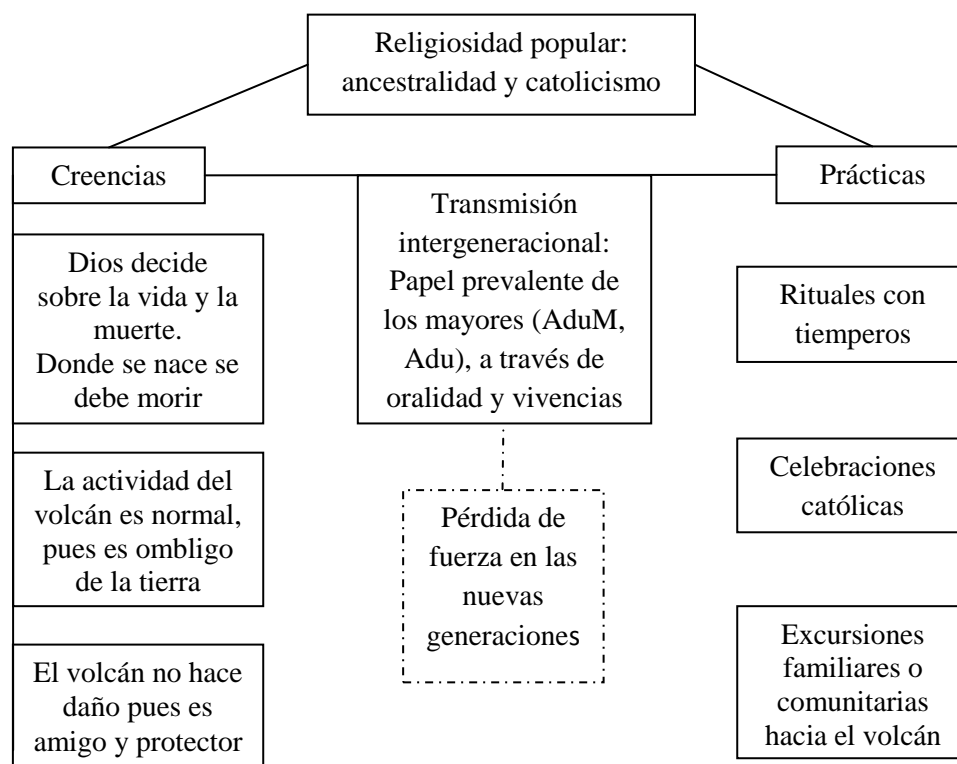 Religiosidad popular:
ancestralidad y catolicismo
Creencias
Prácticas
Transmisión
intergeneracional:
Papel prevalente de
los mayores (AduM,
Adu), a través de
oralidad y vivencias
Dios decide
sobre la vida y la
muerte.
Donde se nace se
debe morir
Rituales con
tiemperos
La actividad del
volcán es normal,
pues es ombligo
de la tierra
Pérdida de
fuerza en las
nuevas
generaciones
Celebraciones
católicas
El volcán no hace
daño pues es
amigo y protector
Excursiones
familiares o
comunitarias
hacia el volcán